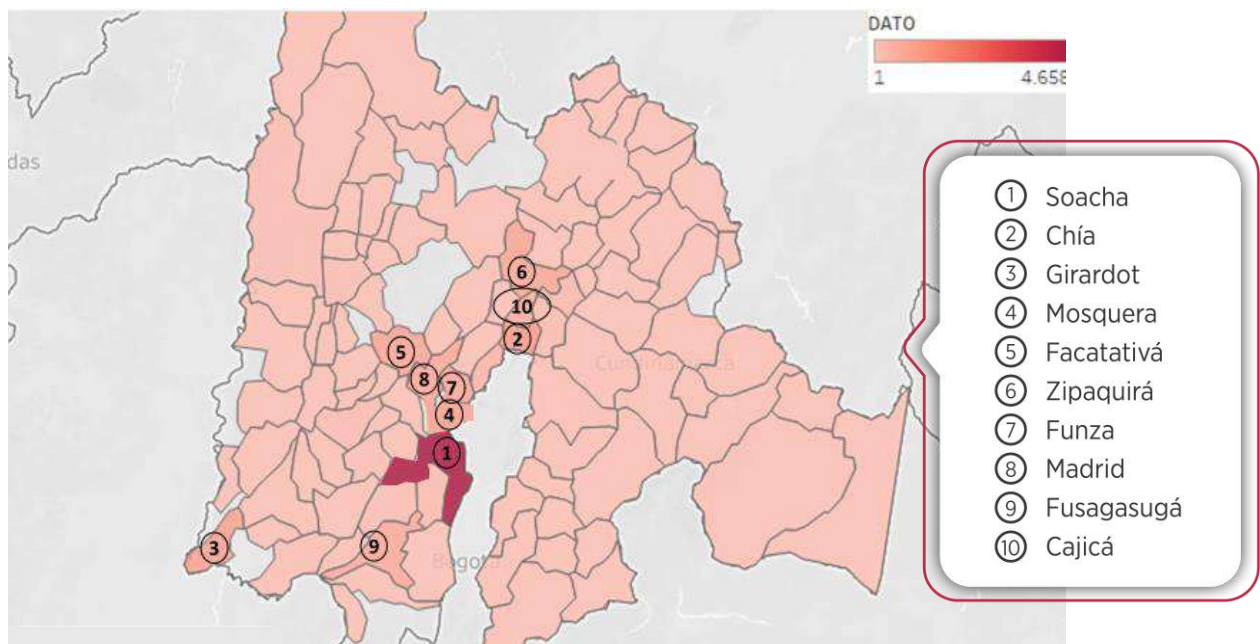 DATO
1 4.658
das
6
10
2
5
8
7
4
1
3
9
Cundinamarca
Bogotá
① Soacha
② Chía
③ Girardot
④ Mosquera
⑤ Facatativá
⑥ Zipaquirá
⑦ Funza
⑧ Madrid
⑨ Fusagasugá
⑩ Cajicá